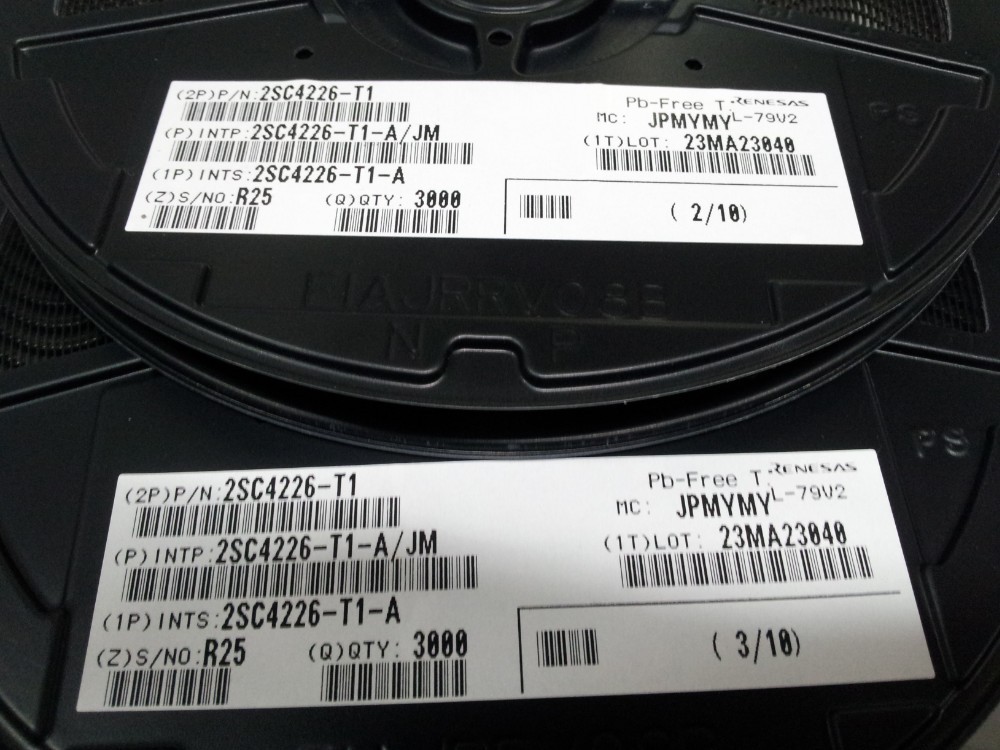 (2P)P/N:2SC4226-T1
Pb-Free T. RENESAS
MC: JPMYMY L-79V2
(P)INTP:2SC4226-T1-A/JM
(1T)LOT: 23MA23040
(1P)INTS:2SC4226-T1-A
(Z)S/NO:R25 (Q)QTY: 3000
( 2/10)
PS
EIAJRRV08B
N P
PS
(2P)P/N:2SC4226-T1
Pb-Free T. RENESAS
MC: JPMYMY L-79V2
(P)INTP:2SC4226-T1-A/JM
(1T)LOT: 23MA23040
(1P)INTS:2SC4226-T1-A
(Z)S/NO:R25 (Q)QTY: 3000
( 3/10)